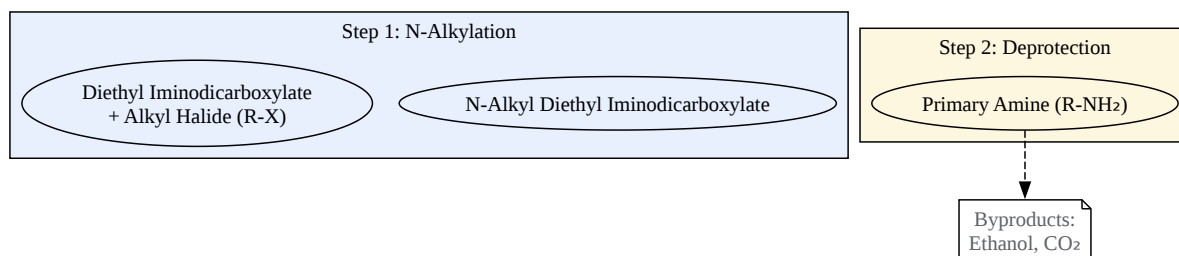 Step 1: N-Alkylation
Diethyl Iminodicarboxylate
+ Alkyl Halide (R-X)
N-Alkyl Diethyl Iminodicarboxylate
Step 2: Deprotection
Primary Amine (R-NH₂)
Byproducts:
Ethanol, CO₂